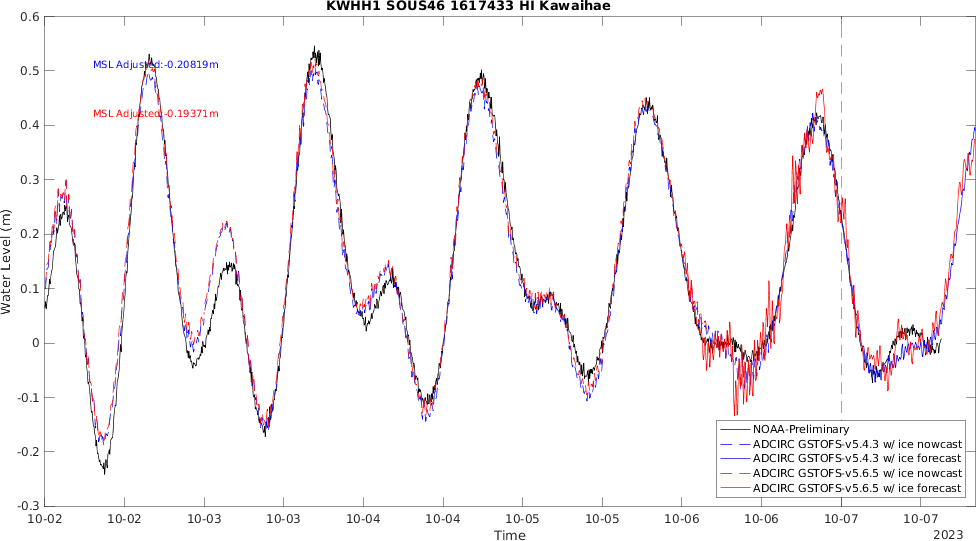 KWHH1 SOUS46 1617433 HI Kawaihae
0.6
0.5
0.4
0.3
0.2
0.1
0
-0.1
-0.2
-0.3
Water Level (m)
MSL Adjusted:-0.20819m
MSL Adjusted:-0.19371m
NOAA-Preliminary
ADCIRC GSTOFS-v5.4.3 w/ ice nowcast
ADCIRC GSTOFS-v5.4.3 w/ ice forecast
ADCIRC GSTOFS-v5.6.5 w/ ice nowcast
ADCIRC GSTOFS-v5.6.5 w/ ice forecast
10-02 10-02 10-03 10-03 10-04 10-04 10-05 10-05 10-06 10-06 10-07 10-07
Time
2023